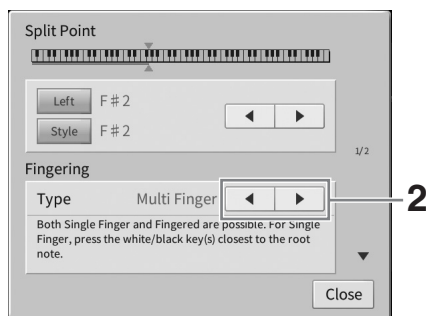 Split Point
Left F♯2
Style F♯2
1/2
Fingering
Type Multi Finger
2
Both Single Finger and Fingered are possible. For Single
Finger, press the white/black key(s) closest to the root
note.
Close